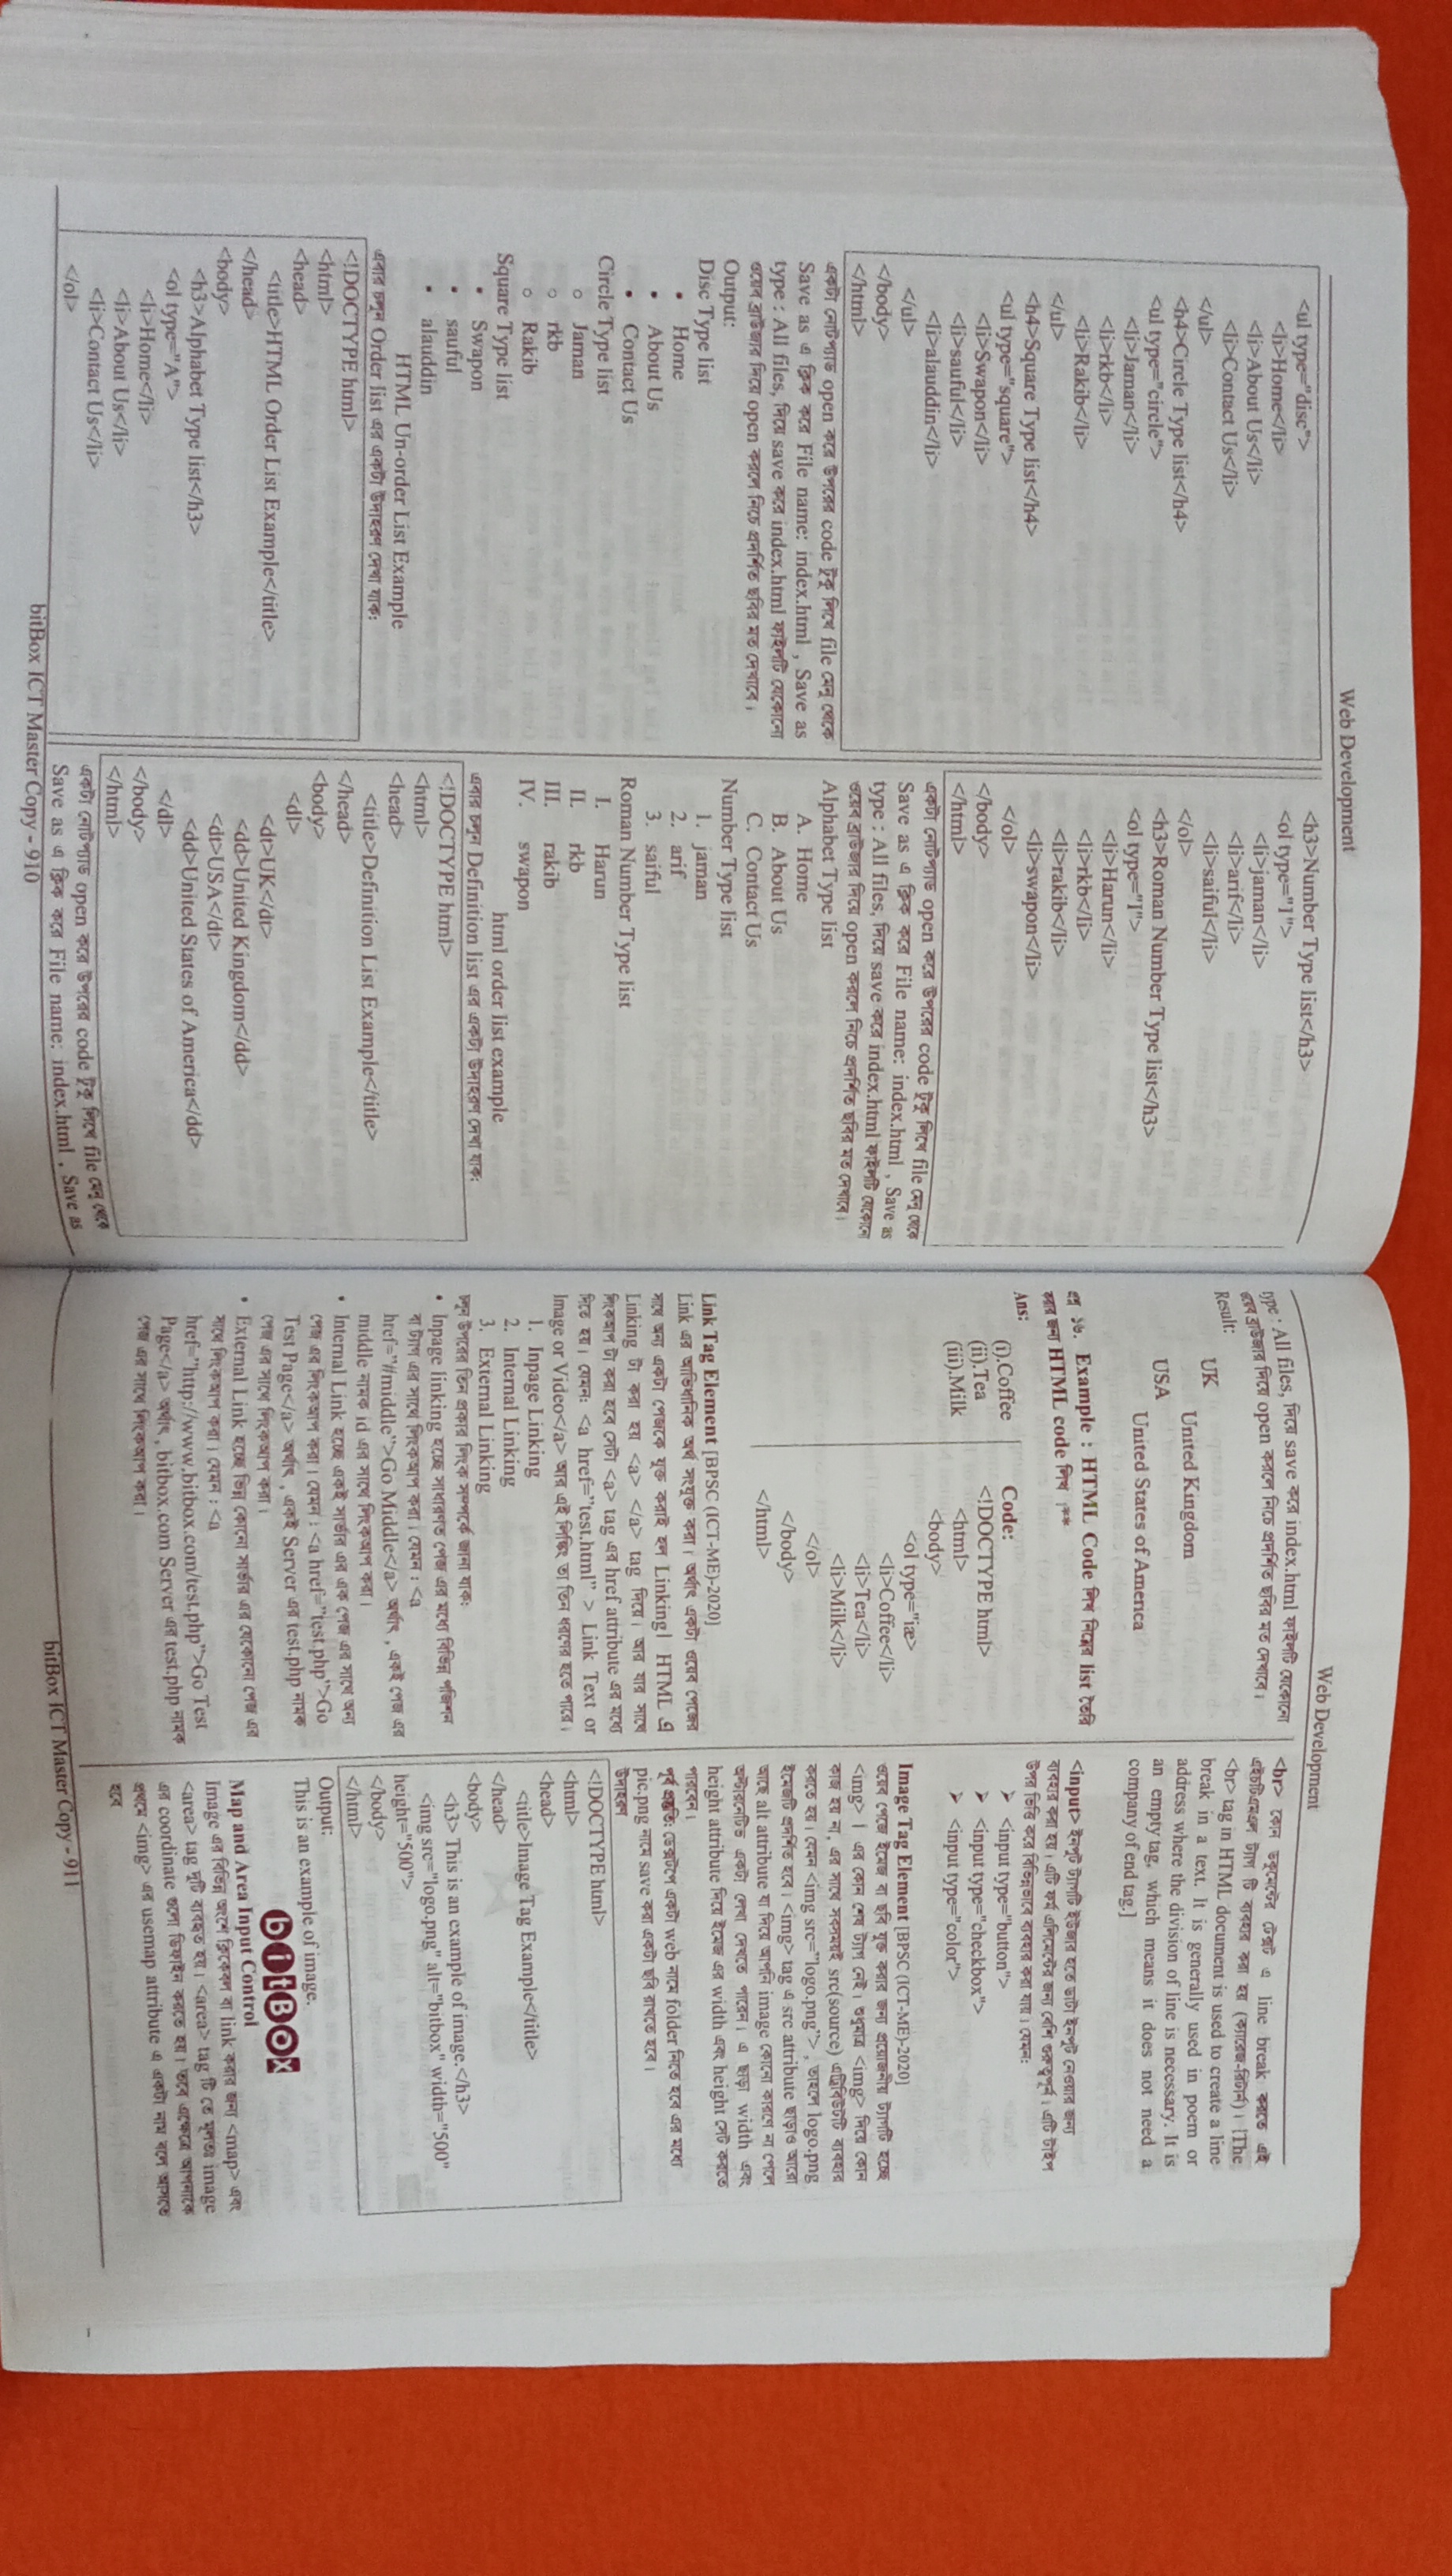 Web Development
<ul type="disc">
<li>Home</li>
<li>About Us</li>
<li>Contact Us</li>
</ul>
<h4>Circle Type list</h4>
<ul type="circle">
<li>Jaman</li>
<li>rkb</li>
<li>Rakib</li>
</ul>
<h4>Square Type list</h4>
<ul type="square">
<li>Swapon</li>
<li>sauful</li>
<li>alauddin</li>
</ul>
</body>
</html>
একটা নোটপ্যাড open করে উপরের code টুকু লিখে file মেনু থেকে
Save as এ ক্লিক করে File name: index.html , Save as
type : All files, দিয়ে save করে index.html ফাইলটি যেকোনো
ওয়েব ব্রাউজার দিয়ে open করলে নিচে প্রদর্শিত ছবির মত দেখাবে।
Output:
Disc Type list
• Home
• About Us
• Contact Us
Circle Type list
o Jaman
o rkb
o Rakib
Square Type list
▪ Swapon
▪ sauful
▪ alauddin
HTML Un-order List Example
এবার চলুন Order list এর একটা উদাহরণ দেখা যাক:
<!DOCTYPE html>
<html>
<head>
<title>HTML Order List Example</title>
</head>
<body>
<h3>Alphabet Type list</h3>
<ol type="A">
<li>Home</li>
<li>About Us</li>
<li>Contact Us</li>
</ol>
<h3>Number Type list</h3>
<ol type="1">
<li>jaman</li>
<li>arif</li>
<li>saiful</li>
</ol>
<h3>Roman Number Type list</h3>
<ol type="I">
<li>Harun</li>
<li>rkb</li>
<li>rakib</li>
<li>swapon</li>
</ol>
</body>
</html>
একটা নোটপ্যাড open করে উপরের code টুকু লিখে file মেনু থেকে
Save as এ ক্লিক করে File name: index.html , Save as
type : All files, দিয়ে save করে index.html ফাইলটি যেকোনো
ওয়েব ব্রাউজার দিয়ে open করলে নিচে প্রদর্শিত ছবির মত দেখাবে।
Alphabet Type list
A. Home
B. About Us
C. Contact Us
Number Type list
1. jaman
2. arif
3. saiful
Roman Number Type list
I. Harun
II. rkb
III. rakib
IV. swapon
html order list example
এবার চলুন Definition list এর একটা উদাহরণ দেখা যাক:
<!DOCTYPE html>
<html>
<head>
<title>Definition List Example</title>
</head>
<body>
<dl>
<dt>UK</dt>
<dd>United Kingdom</dd>
<dt>USA</dt>
<dd>United States of America</dd>
</dl>
</body>
</html>
একটা নোটপ্যাড open করে উপরের code টুকু লিখে file মেনু থেকে
Save as এ ক্লিক করে File name: index.html , Save as
bitBox ICT Master Copy - 910
Web Development
type : All files, দিয়ে save করে index.html ফাইলটি যেকোনো
ওয়েব ব্রাউজার দিয়ে open করলে নিচে প্রদর্শিত ছবির মত দেখাবে।
Result:
UK
United Kingdom
USA
United States of America
প্রশ্ন ১৬. Example : HTML Code লিখ নিম্নের list তৈরি
করার জন্য HTML code লিখ ।**
Ans:
(i).Coffee
(ii).Tea
(iii).Milk
Code:
<!DOCTYPE html>
<html>
<body>
<ol type="iæ>
<li>Coffee</li>
<li>Tea</li>
<li>Milk</li>
</ol>
</body>
</html>
Link Tag Element [BPSC (ICT-ME)-2020]
Link এর আভিধানিক অর্থ সংযুক্ত করা। অর্থাৎ একটা ওয়েব পেজের
সাথে অন্য একটা পেজকে যুক্ত করাই হল Linking| HTML এ
Linking টা করা হয় <a> </a> tag দিয়ে। আর যার সাথে
লিংকআপ টা করা হবে সেটা <a> tag এর href attribute এর মধ্যে
দিতে হয়। যেমন: <a href="test.html" > Link Text or
Image or Video</a> আর এই লিঙ্কিং তা তিন ধরণের হতে পারে।
1. Inpage Linking
2. Internal Linking
3. External Linking
চলুন উপরের তিন প্রকার লিংক সম্পর্কে জানা যাক:
• Inpage linking হচ্ছে সাধারণত পেজ এর মধ্যে বিভিন্ন পজিশন
বা ট্যাগ এর সাথে লিংকআপ করা। যেমন : <a
href="#middle">Go Middle</a> অর্থাৎ , একই পেজ এর
middle নামক id এর সাথে লিংকআপ করা।
• Internal Link হচ্ছে একই সার্ভার এর এক পেজ এর সাথে অন্য
পেজ এর লিংকআপ করা। যেমন : <a href="test.php">Go
Test Page</a> অর্থাৎ , একই Server এর test.php নামক
পেজ এর সাথে লিংকআপ করা।
• External Link হচ্ছে ভিন্ন কোনো সার্ভার এর যেকোনো পেজ এর
সাথে লিংকআপ করা। যেমন : <a
href="http://www.bitbox.com/test.php">Go Test
Page</a> অর্থাৎ , bitbox.com Server এর test.php নামক
পেজ এর সাথে লিংকআপ করা।
<br> কোন ডকুমেন্টের টেক্সট এ line break করতে এই
এইচটিএমএল ট্যাগ টি ব্যবহার করা হয় (ক্যারেজ-রিটার্ন)। [The
<br> tag in HTML document is used to create a line
break in a text. It is generally used in poem or
address where the division of line is necessary. It is
an empty tag, which means it does not need a
company of end tag.]
<input> ইনপুট ট্যাগটি ইউজার হতে ডাটা ইনপুট নেওয়ার জন্য
ব্যবহার করা হয়। এটি ফর্ম এলিমেন্টের জন্য বেশি গুরুত্বপূর্ন। এটি টাইপ
উপর ভিত্তি করে বিভিন্নভাবে ব্যবহার করা যায়। যেমন:
➢ <input type="button">
➢ <input type="checkbox">
➢ <input type="color">
Image Tag Element [BPSC (ICT-ME)-2020]
ওয়েব পেজে ইমেজ বা ছবি যুক্ত করার জন্য প্রয়োজনীয় ট্যাগটি হচ্ছে
<img> | এর কোন শেষ ট্যাগ নেই। শুধুমাত্র <img> দিয়ে কোন
কাজ হয় না, এর সাথে সবসময়ই src(source) এট্রিবিউটটি ব্যবহার
করতে হয়। যেমন <img src="logo.png"> , তাহলে logo.png
ইমেজটি প্রদর্শিত হবে। <img> tag এ src attribute ছাড়াও আরো
আছে alt attribute যা দিয়ে আপনি image কোনো কারণে না পেলে
অল্টারনেটিভ একটা লেখা দেখতে পারেন। এ ছাড়া width এবং
height attribute দিয়ে ইমেজ এর width এবং height সেট করতে
পারবেন।
পূর্ব প্রস্তুতি: ডেক্সটপে একটা web নামে folder নিতে হবে এর মধ্যে
pic.png নামে save করা একটা ছবি রাখতে হবে।
উদাহরণ
<!DOCTYPE html>
<html>
<head>
<title>Image Tag Example</title>
</head>
<body>
<h3> This is an example of image.</h3>
<img src="logo.png" alt="bitbox" width="500"
height="500">
</body>
</html>
Output:
This is an example of image.
bitBox
Map and Area Input Control
Image এর বিভিন্ন অংশে ক্লিকেবল বা link করার জন্য <map> এবং
<area> tag দুটি ব্যবহৃত হয়। <area> tag টি তে মূলতঃ image
এর coordinate গুলো ডিফাইন করতে হয়। তবে এক্ষেত্রে আপনাকে
প্রথমে <img> এর usemap attribute এ একটা নাম বলে আসতে
হবে
bitBox ICT Master Copy - 911